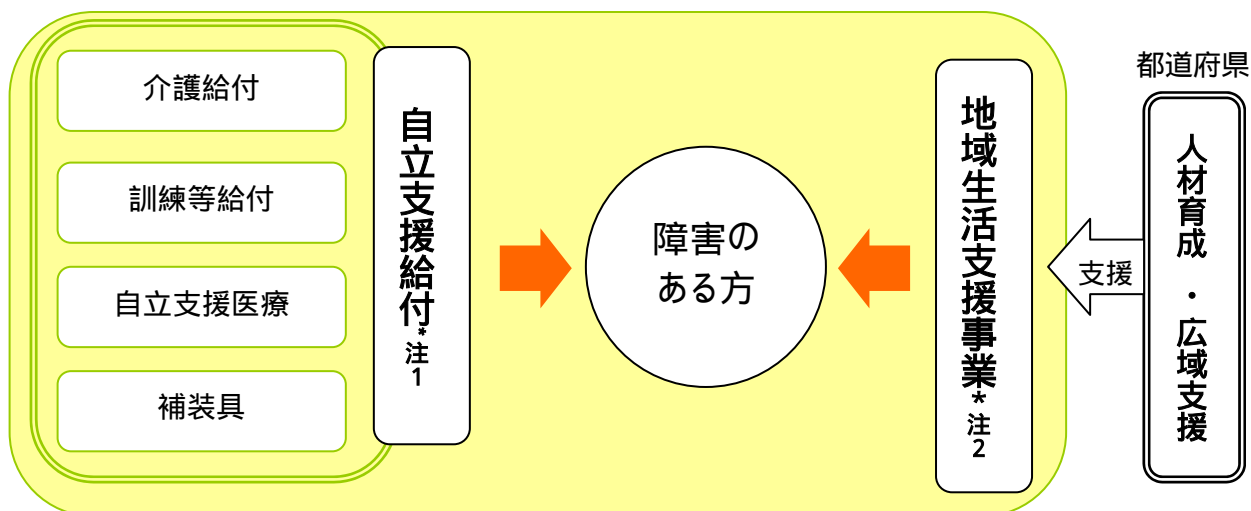 介護給付
訓練等給付
自立支援医療
補装具
自立支援給付*注1
障害の
ある方
地域生活支援事業*注2
支援
都道府県
人材育成・広域支援